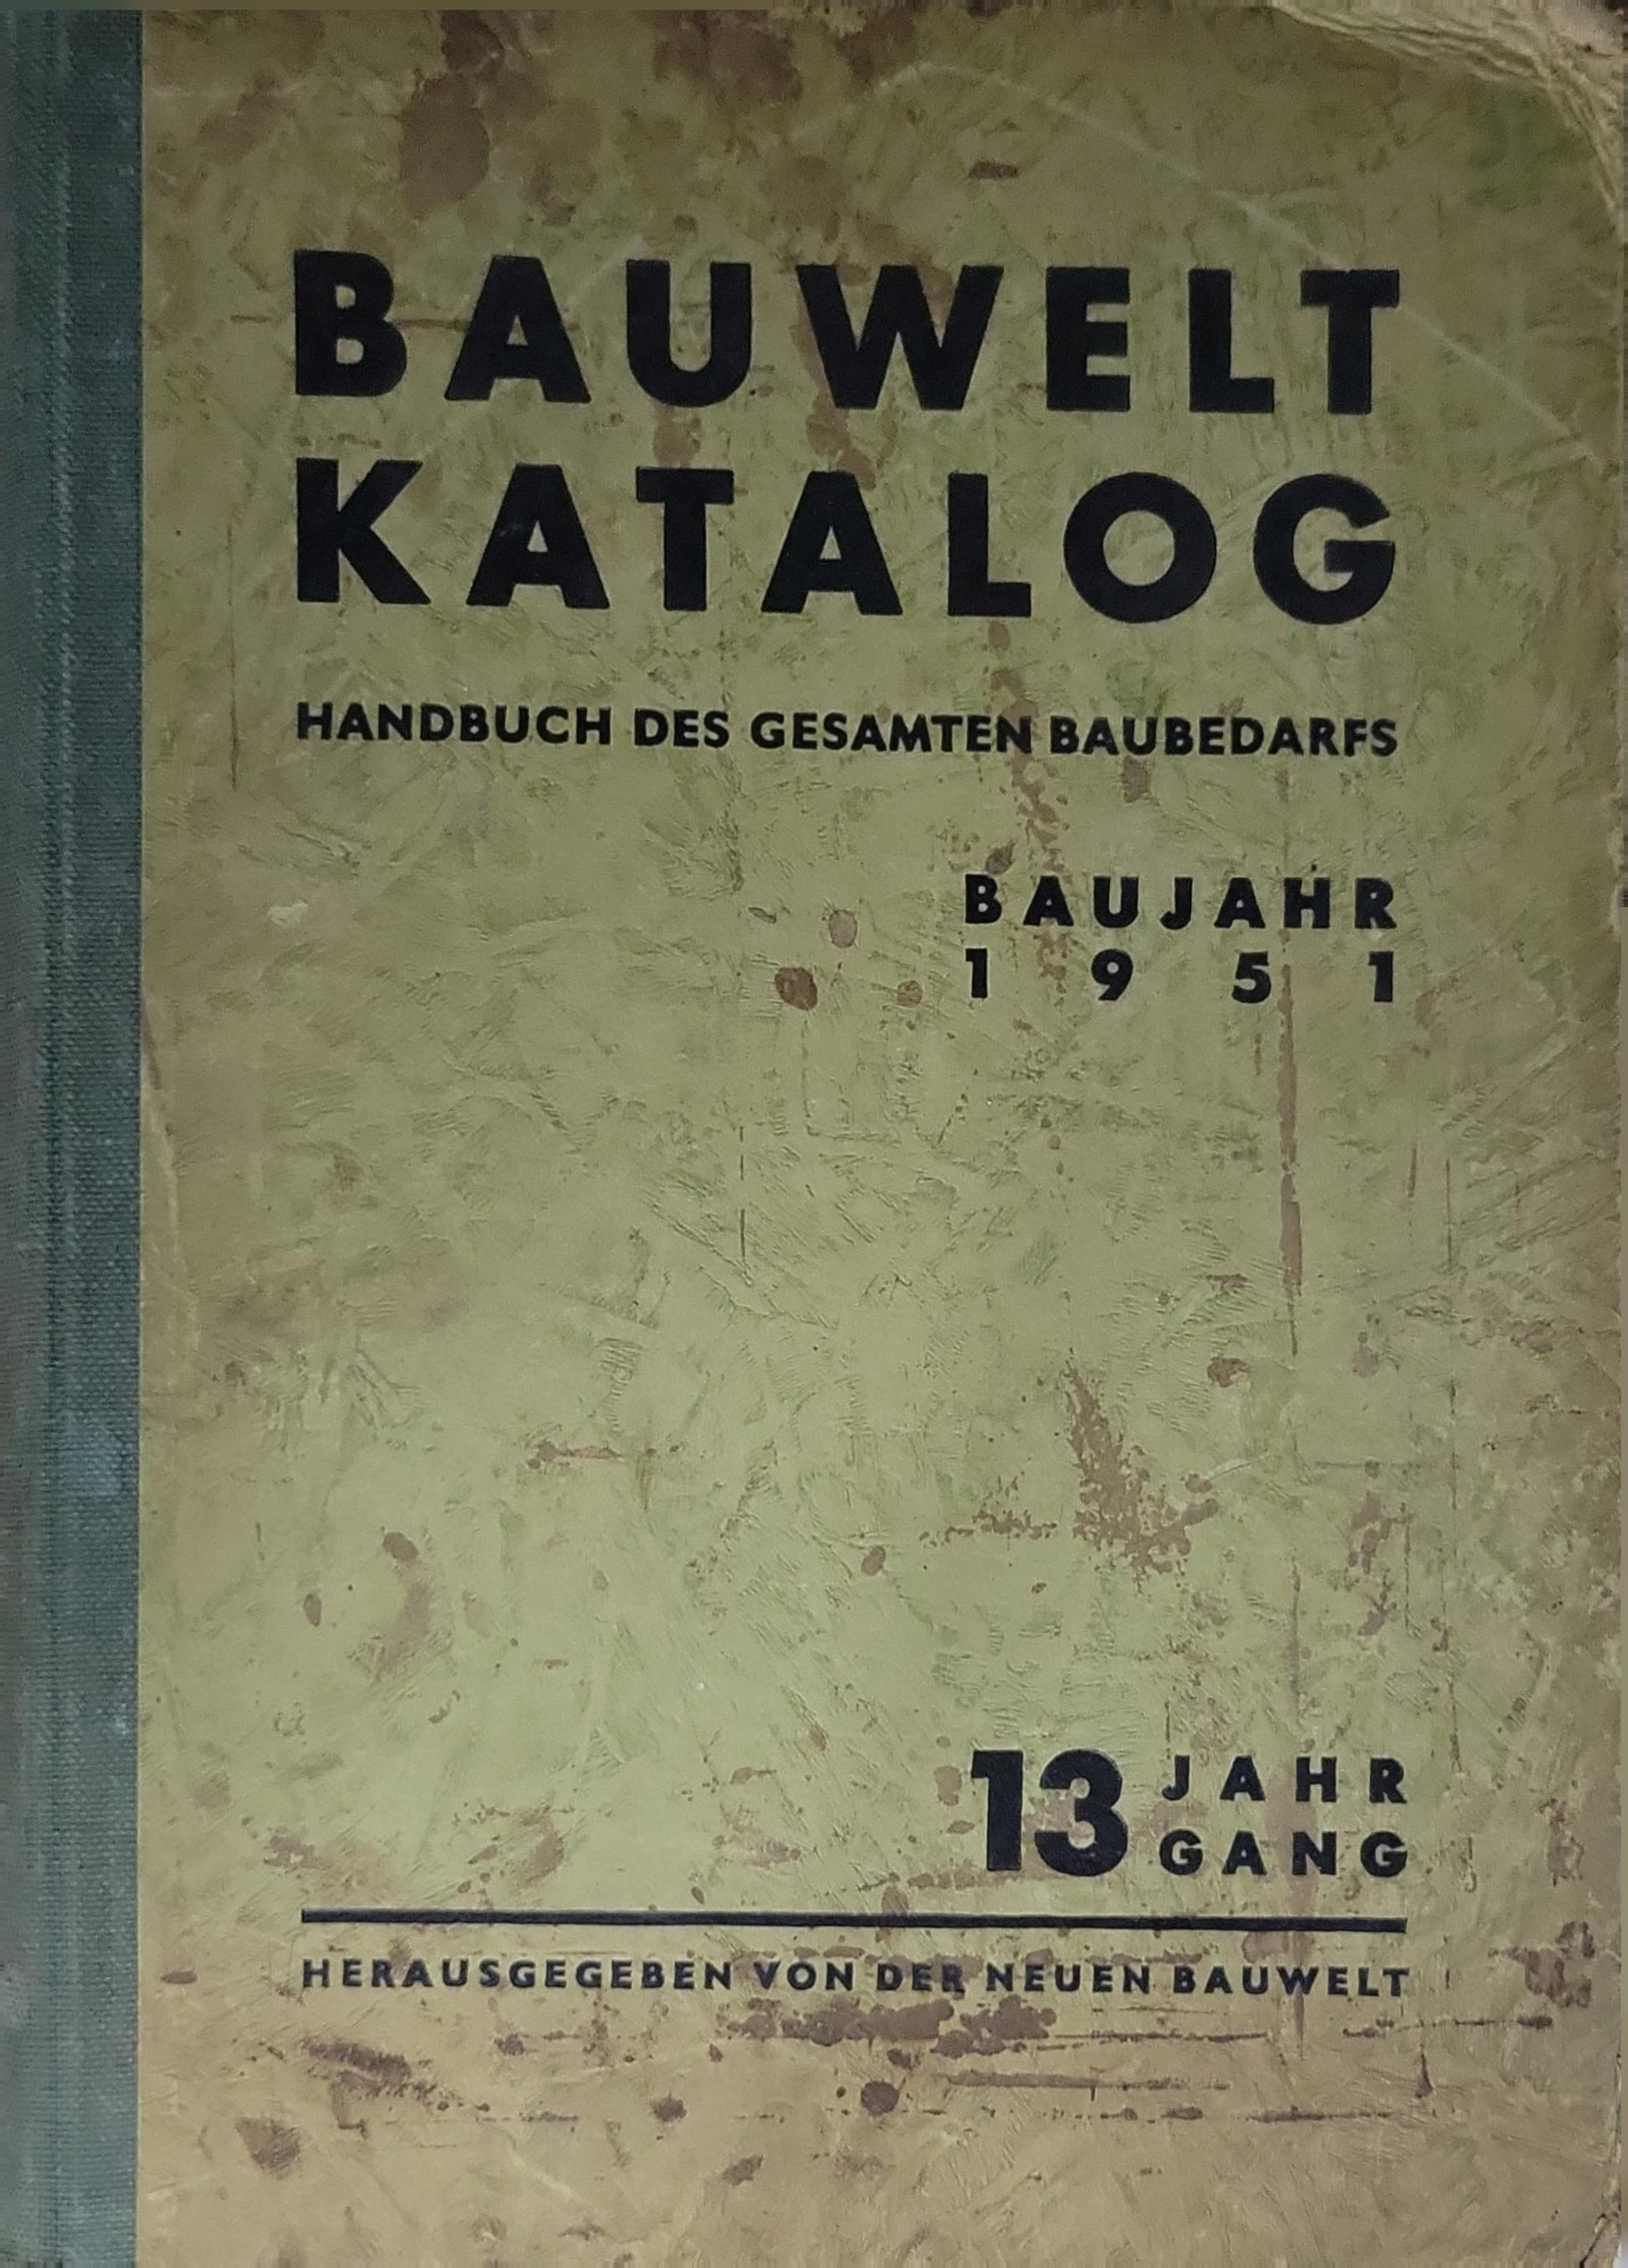 BAUWELT
KATALOG
HANDBUCH DES GESAMTEN BAUBEDARFS
BAUJAHR
1951
13 JAHR
GANG
HERAUSGEGEBEN VON DER NEUEN BAUWELT